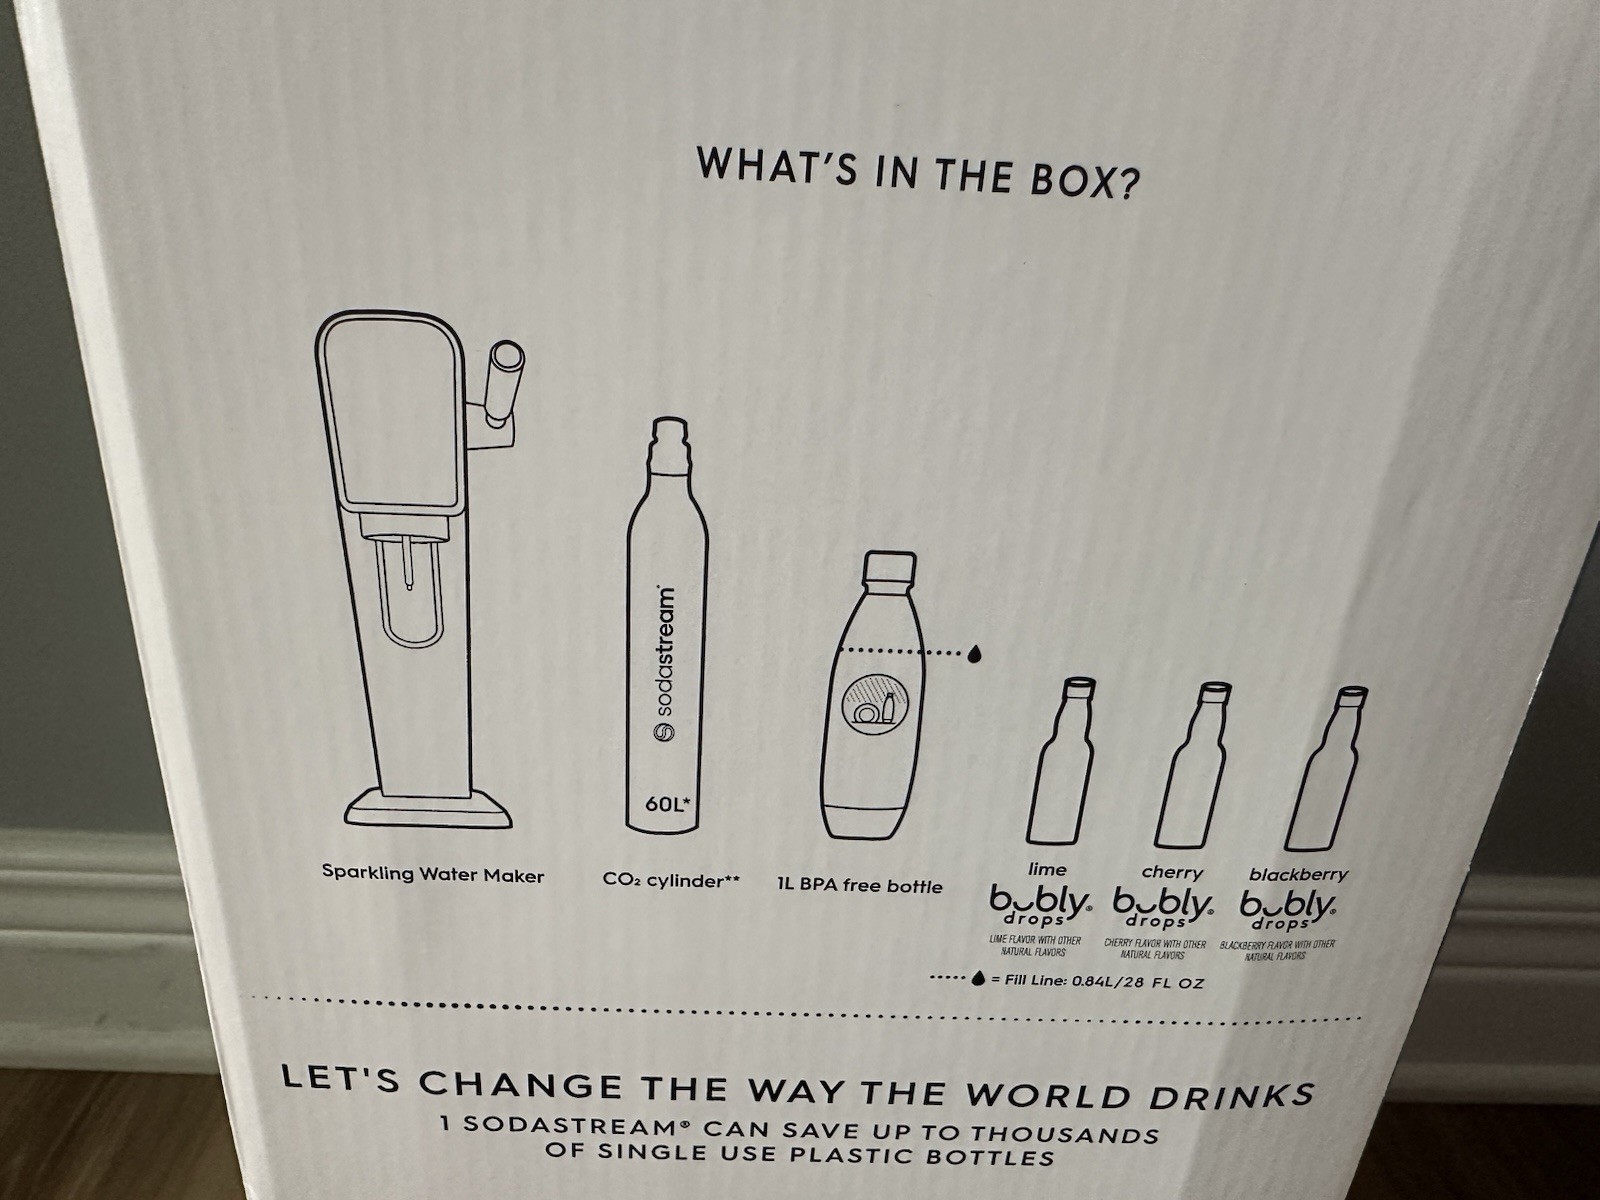 WHAT'S IN THE BOX?
sodastream®
60L*
Sparkling Water Maker
CO₂ cylinder**
1L BPA free bottle
lime
bubly®
drops
LIME FLAVOR WITH OTHER
NATURAL FLAVORS
cherry
bubly®
drops
CHERRY FLAVOR WITH OTHER
NATURAL FLAVORS
blackberry
bubly®
drops
BLACKBERRY FLAVOR WITH OTHER
NATURAL FLAVORS
= Fill Line: 0.84L/28 FL OZ
LET'S CHANGE THE WAY THE WORLD DRINKS
1 SODASTREAM® CAN SAVE UP TO THOUSANDS
OF SINGLE USE PLASTIC BOTTLES